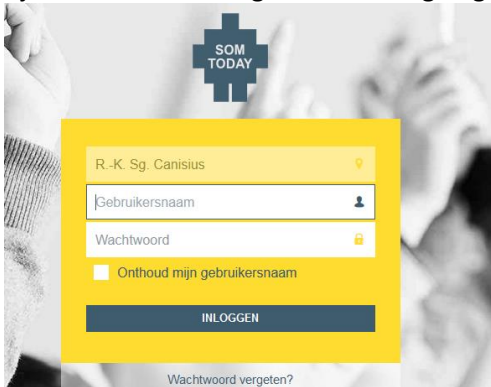 SOM
TODAY
R.-K. Sg. Canisius
Gebruikersnaam
Wachtwoord
Onthoud mijn gebruikersnaam
INLOGGEN
Wachtwoord vergeten?